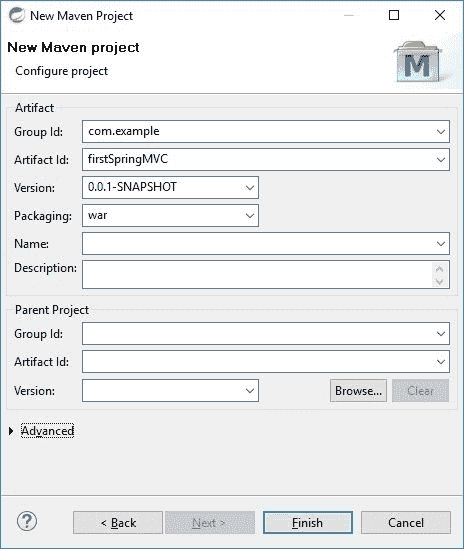 New Maven Project
New Maven project
Configure project
M
Artifact
Group Id: com.example
Artifact Id: firstSpringMVC
Version: 0.0.1-SNAPSHOT
Packaging: war
Name:
Description:
Parent Project
Group Id:
Artifact Id:
Version: Browse... Clear
Advanced
? < Back Next > Finish Cancel